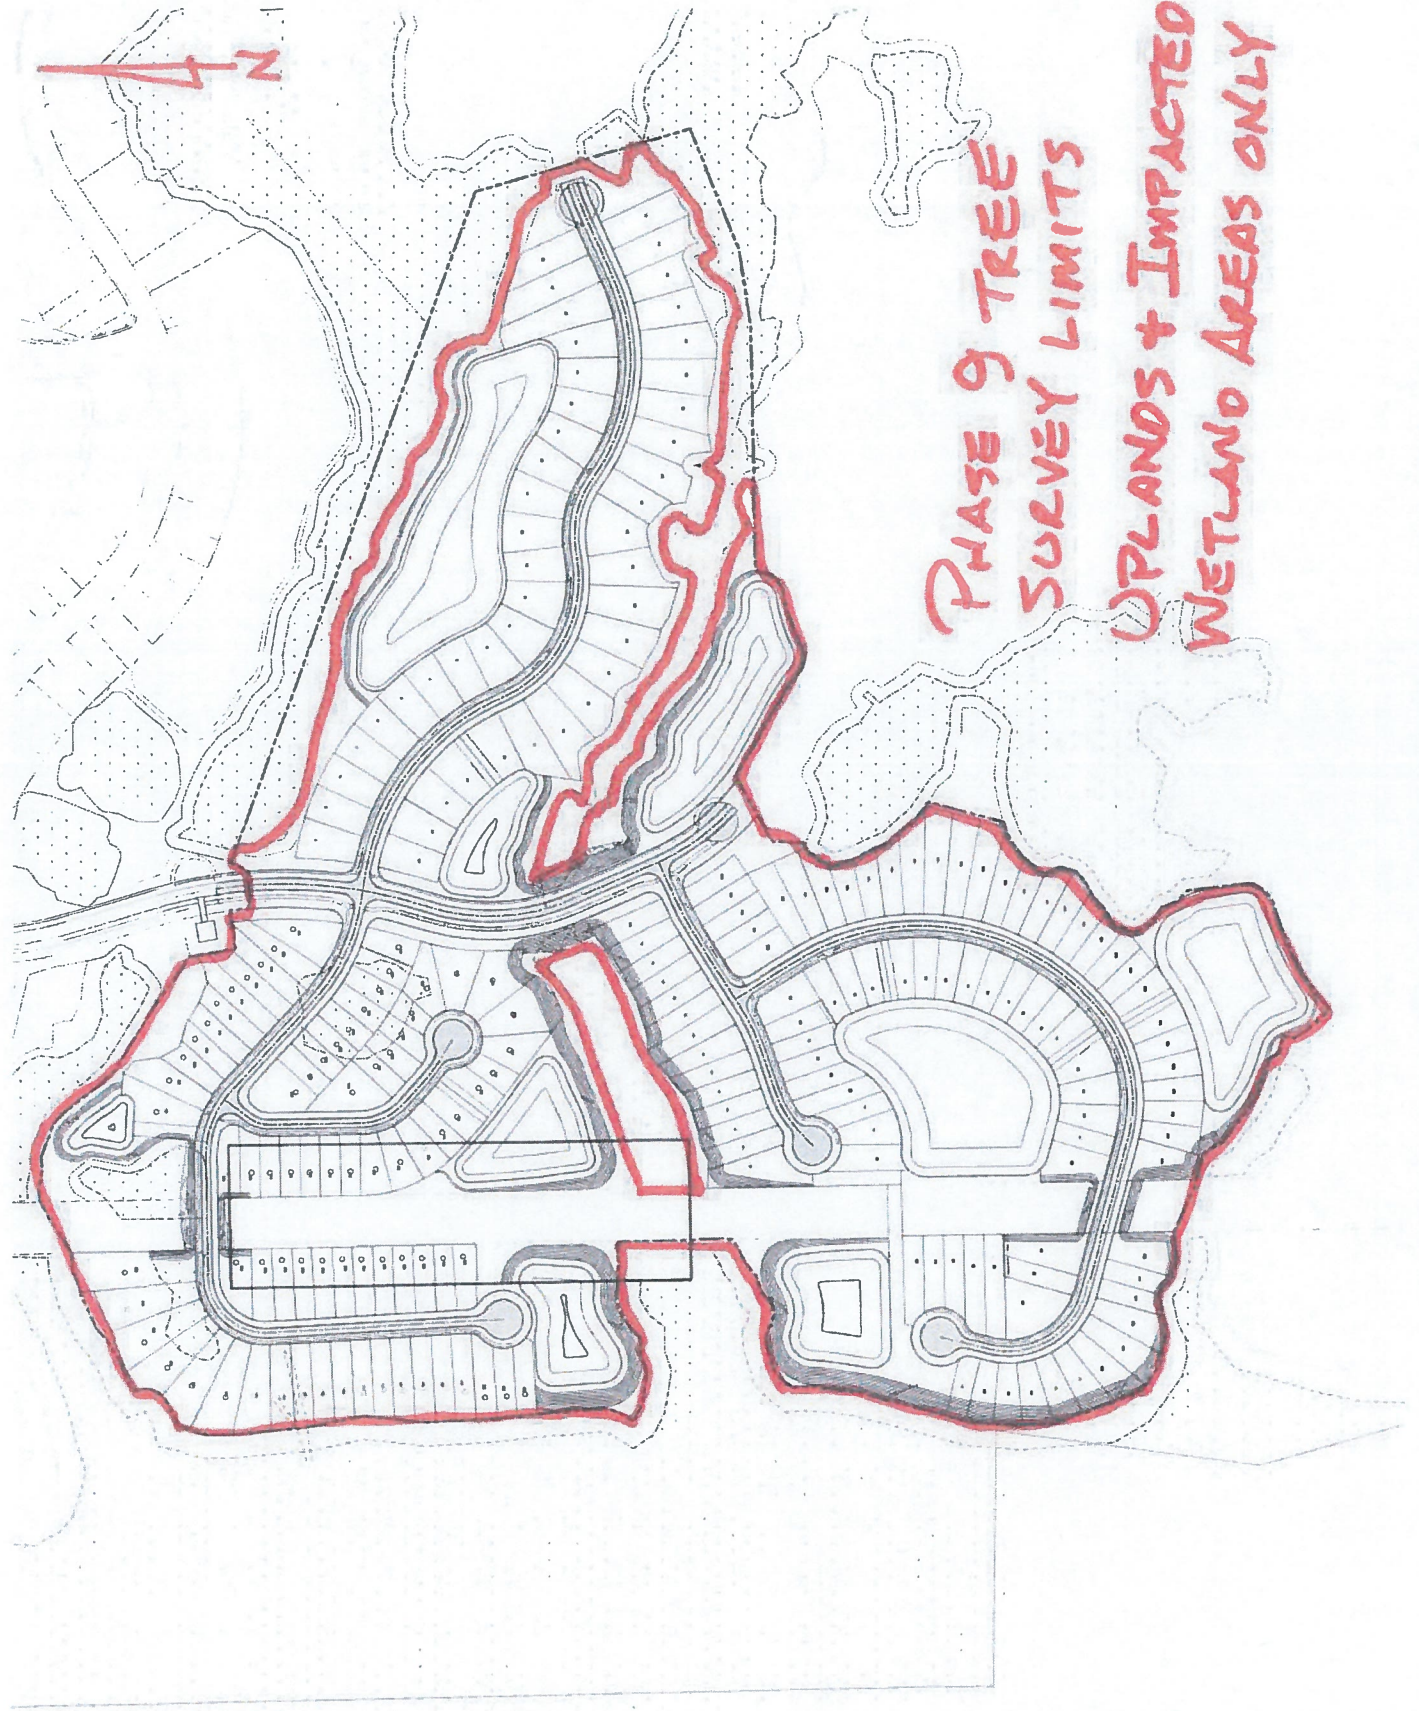 N
PHASE 9 TREE
SURVEY LIMITS
UPLANDS + IMPACTED
WETLAND AREAS ONLY